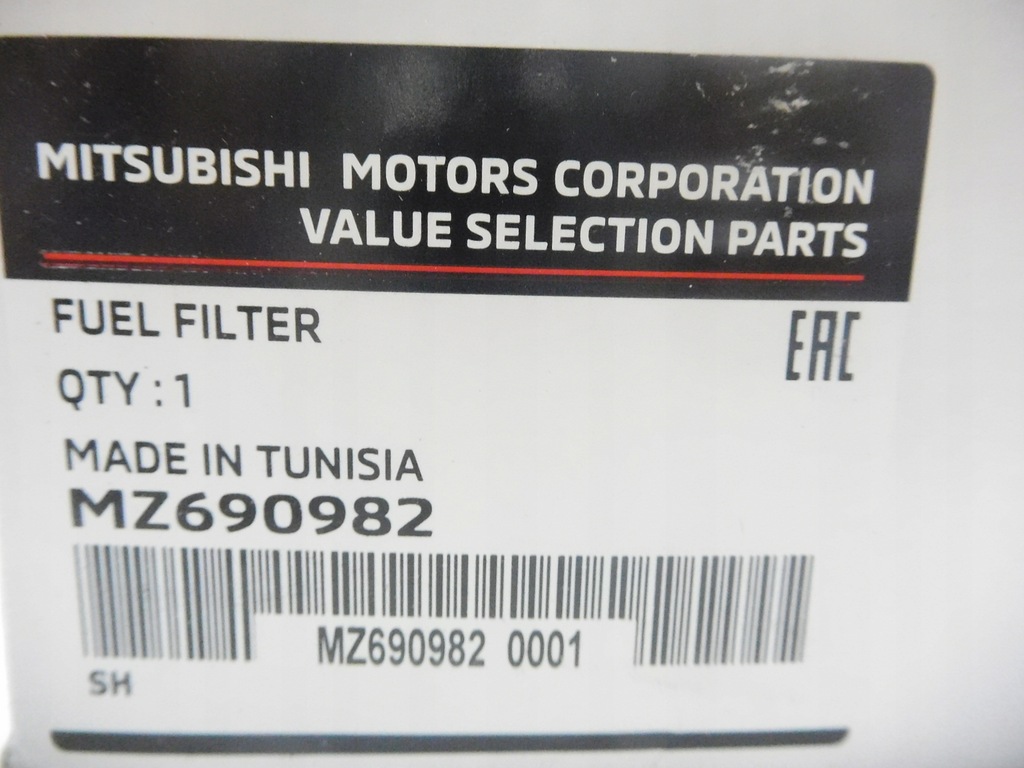 MITSUBISHI MOTORS CORPORATION
VALUE SELECTION PARTS
FUEL FILTER
EAC
QTY : 1
MADE IN TUNISIA
MZ690982
MZ690982 0001
SH